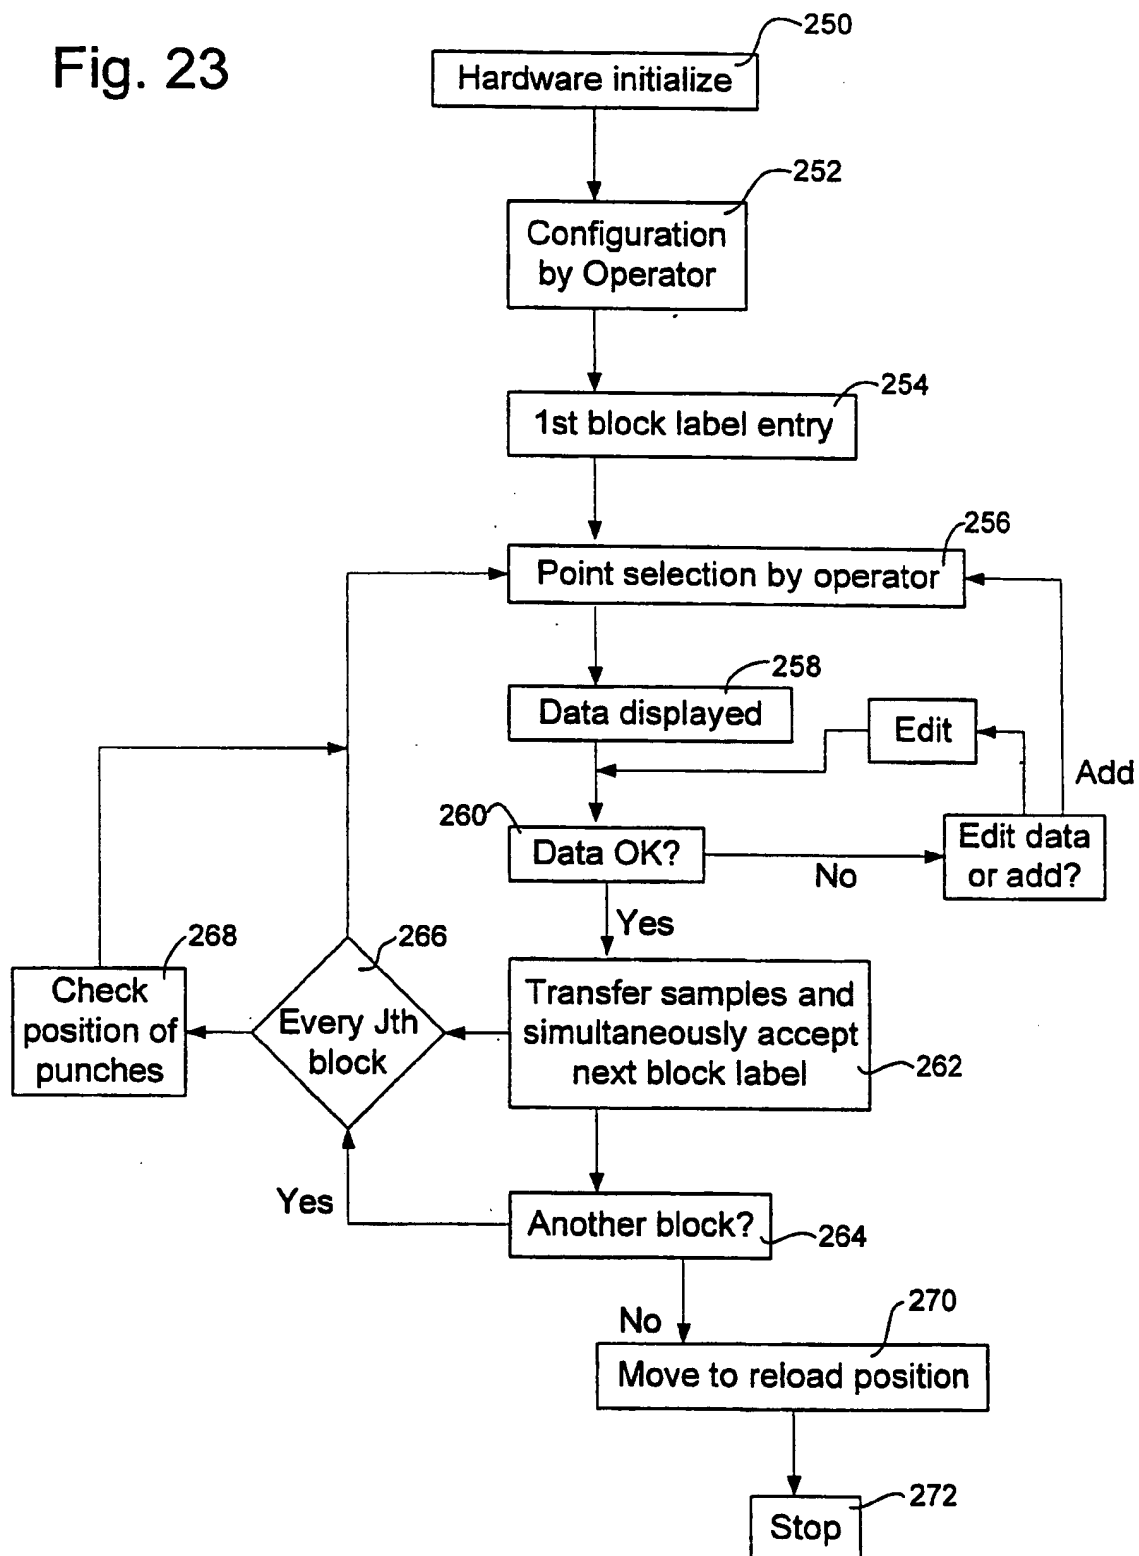 Fig. 23
250
Hardware initialize
252
Configuration
by Operator
254
1st block label entry
256
Point selection by operator
258
Data displayed
Edit
Add
260
Data OK?
No
Edit data
or add?
Yes
268
Check
position of
punches
266
Every Jth
block
Transfer samples and
simultaneously accept
next block label
262
Yes
Another block?
264
No
270
Move to reload position
272
Stop